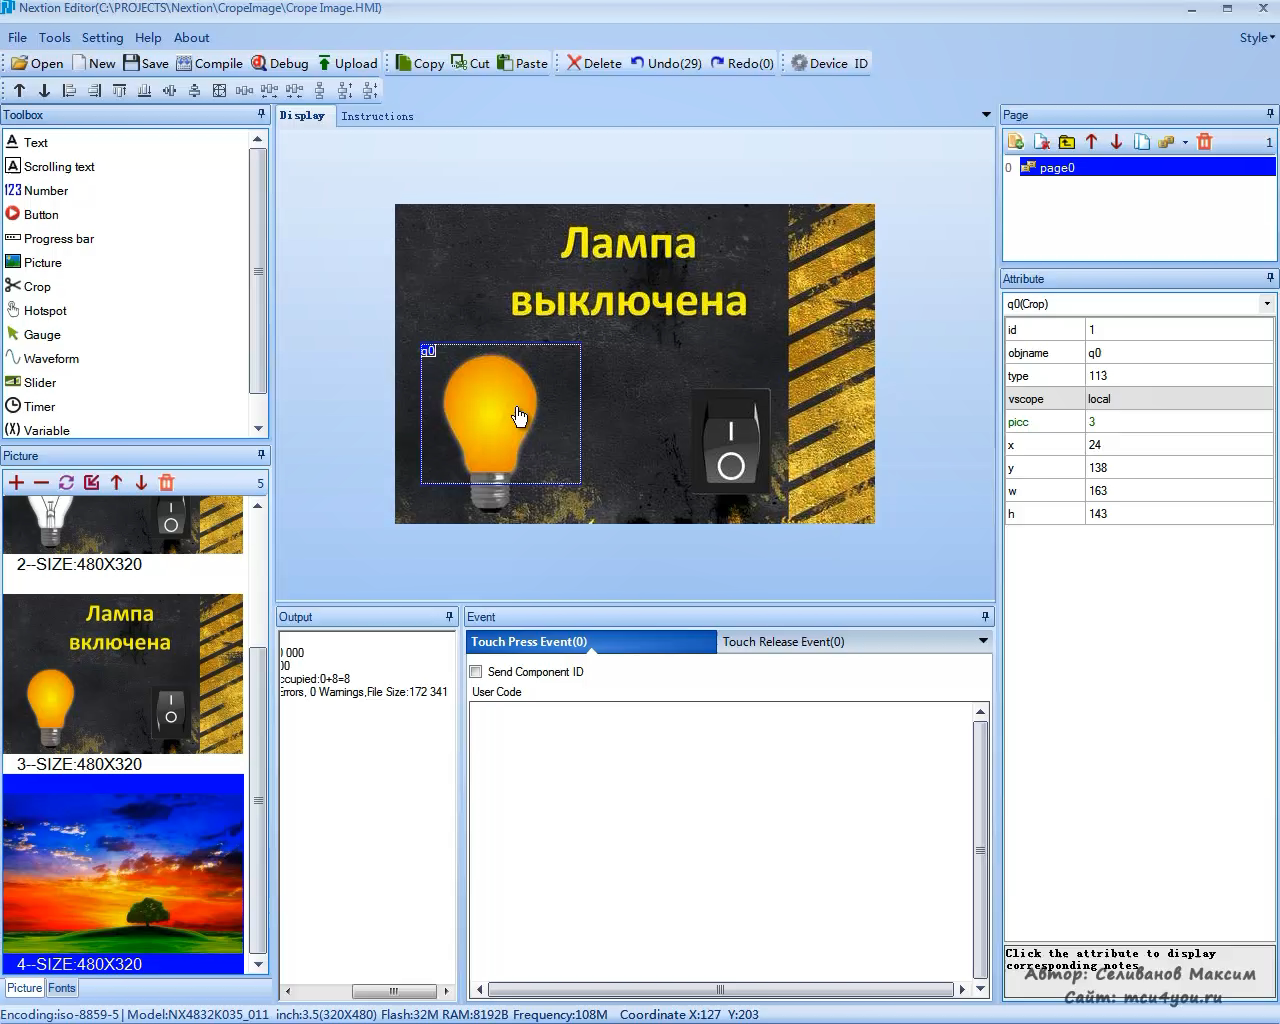 Nextion Editor(C:\PROJECTS\Nextion\CropeImage\Crope Image.HMI)
File Tools Setting Help About
Style
Open New Save Compile Debug Upload Copy Cut Paste Delete Undo(29) Redo(0) Device ID
Toolbox
Text
Scrolling text
123 Number
Button
Progress bar
Picture
Crop
Hotspot
Gauge
Waveform
Slider
Timer
(X) Variable
Picture
5
2--SIZE:480X320
Лампа
включена
3--SIZE:480X320
4--SIZE:480X320
Picture Fonts
Display Instructions
Лампа
выключена
q0
Output
0 000
00
ccupied:0+8=8
Errors, 0 Warnings,File Size:172 341
Event
Touch Press Event(0) Touch Release Event(0)
Send Component ID
User Code
Page
1
0 page0
Attribute
q0(Crop)
id 1
objname q0
type 113
vscope local
picc 3
x 24
y 138
w 163
h 143
Click the attribute to display
corresponding notes
Автор: Селиванов Максим
Сайт: mcu4you.ru
Encoding:iso-8859-5 Model:NX4832K035_011 inch:3.5(320X480) Flash:32M RAM:8192B Frequency:108M Coordinate X:127 Y:203